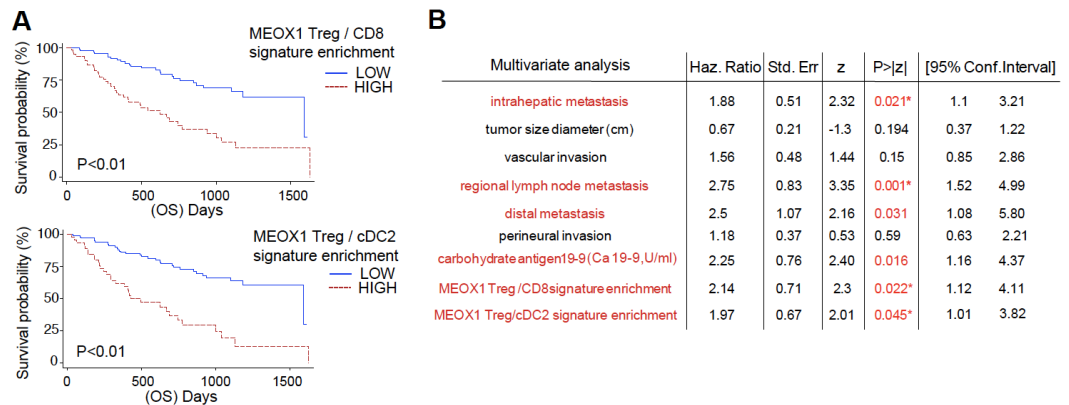 A
MEOX1 Treg / CD8
signature enrichment
LOW
HIGH
Survival probability (%)
100
75
50
25
0
P<0.01
0 500 1000 1500
(OS) Days
MEOX1 Treg / cDC2
signature enrichment
LOW
HIGH
Survival probability (%)
100
75
50
25
0
P<0.01
0 500 1000 1500
(OS) Days
B
Multivariate analysis Haz. Ratio Std. Err z P>|z| [95% Conf.Interval]
intrahepatic metastasis 1.88 0.51 2.32 0.021* 1.1 3.21
tumor size diameter (cm) 0.67 0.21 -1.3 0.194 0.37 1.22
vascular invasion 1.56 0.48 1.44 0.15 0.85 2.86
regional lymph node metastasis 2.75 0.83 3.35 0.001* 1.52 4.99
distal metastasis 2.5 1.07 2.16 0.031 1.08 5.80
perineural invasion 1.18 0.37 0.53 0.59 0.63 2.21
carbohydrate antigen19-9 (Ca 19-9,U/ml) 2.25 0.76 2.40 0.016 1.16 4.37
MEOX1 Treg /CD8 signature enrichment 2.14 0.71 2.3 0.022* 1.12 4.11
MEOX1 Treg/cDC2 signature enrichment 1.97 0.67 2.01 0.045* 1.01 3.82